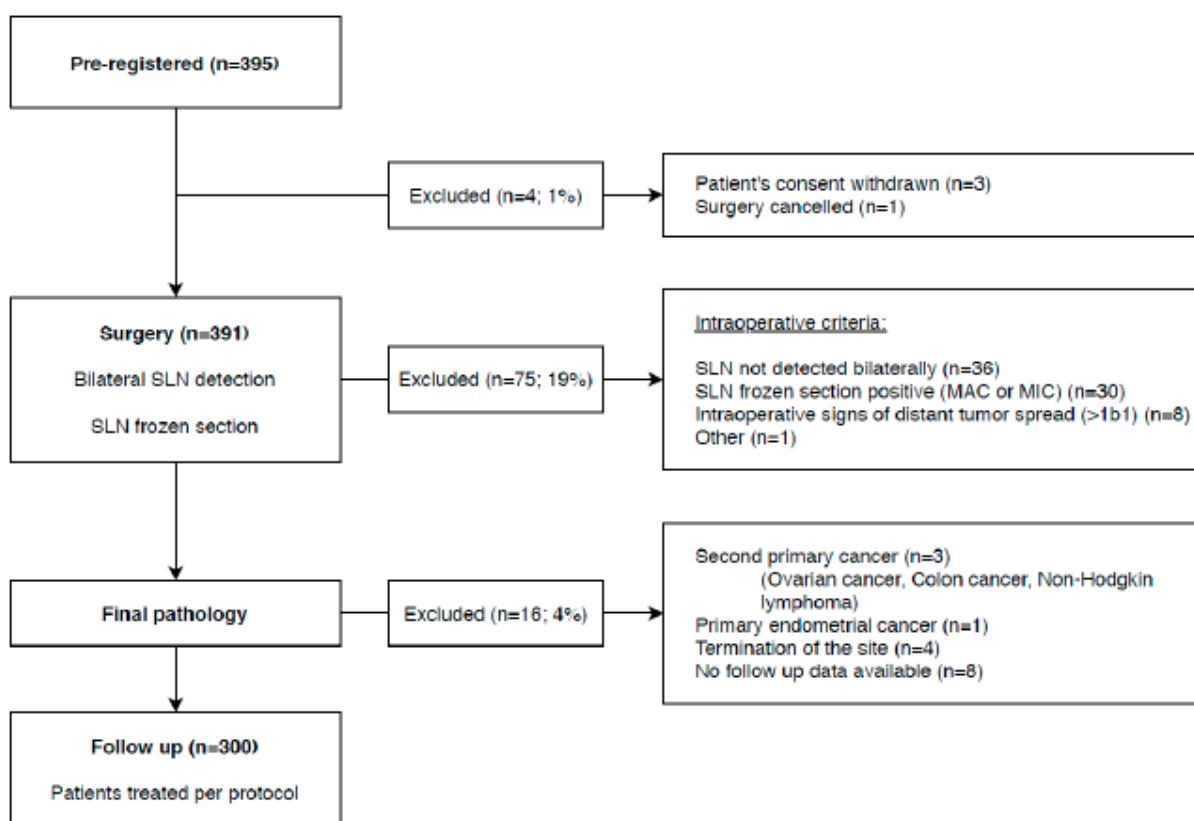 Pre-registered (n=395)
Excluded (n=4; 1%)
Patient's consent withdrawn (n=3)
Surgery cancelled (n=1)
Surgery (n=391)
Bilateral SLN detection
SLN frozen section
Excluded (n=75; 19%)
Intraoperative criteria:
SLN not detected bilaterally (n=36)
SLN frozen section positive (MAC or MIC) (n=30)
Intraoperative signs of distant tumor spread (>1b1) (n=8)
Other (n=1)
Final pathology
Excluded (n=16; 4%)
Second primary cancer (n=3)
(Ovarian cancer, Colon cancer, Non-Hodgkin
lymphoma)
Primary endometrial cancer (n=1)
Termination of the site (n=4)
No follow up data available (n=8)
Follow up (n=300)
Patients treated per protocol